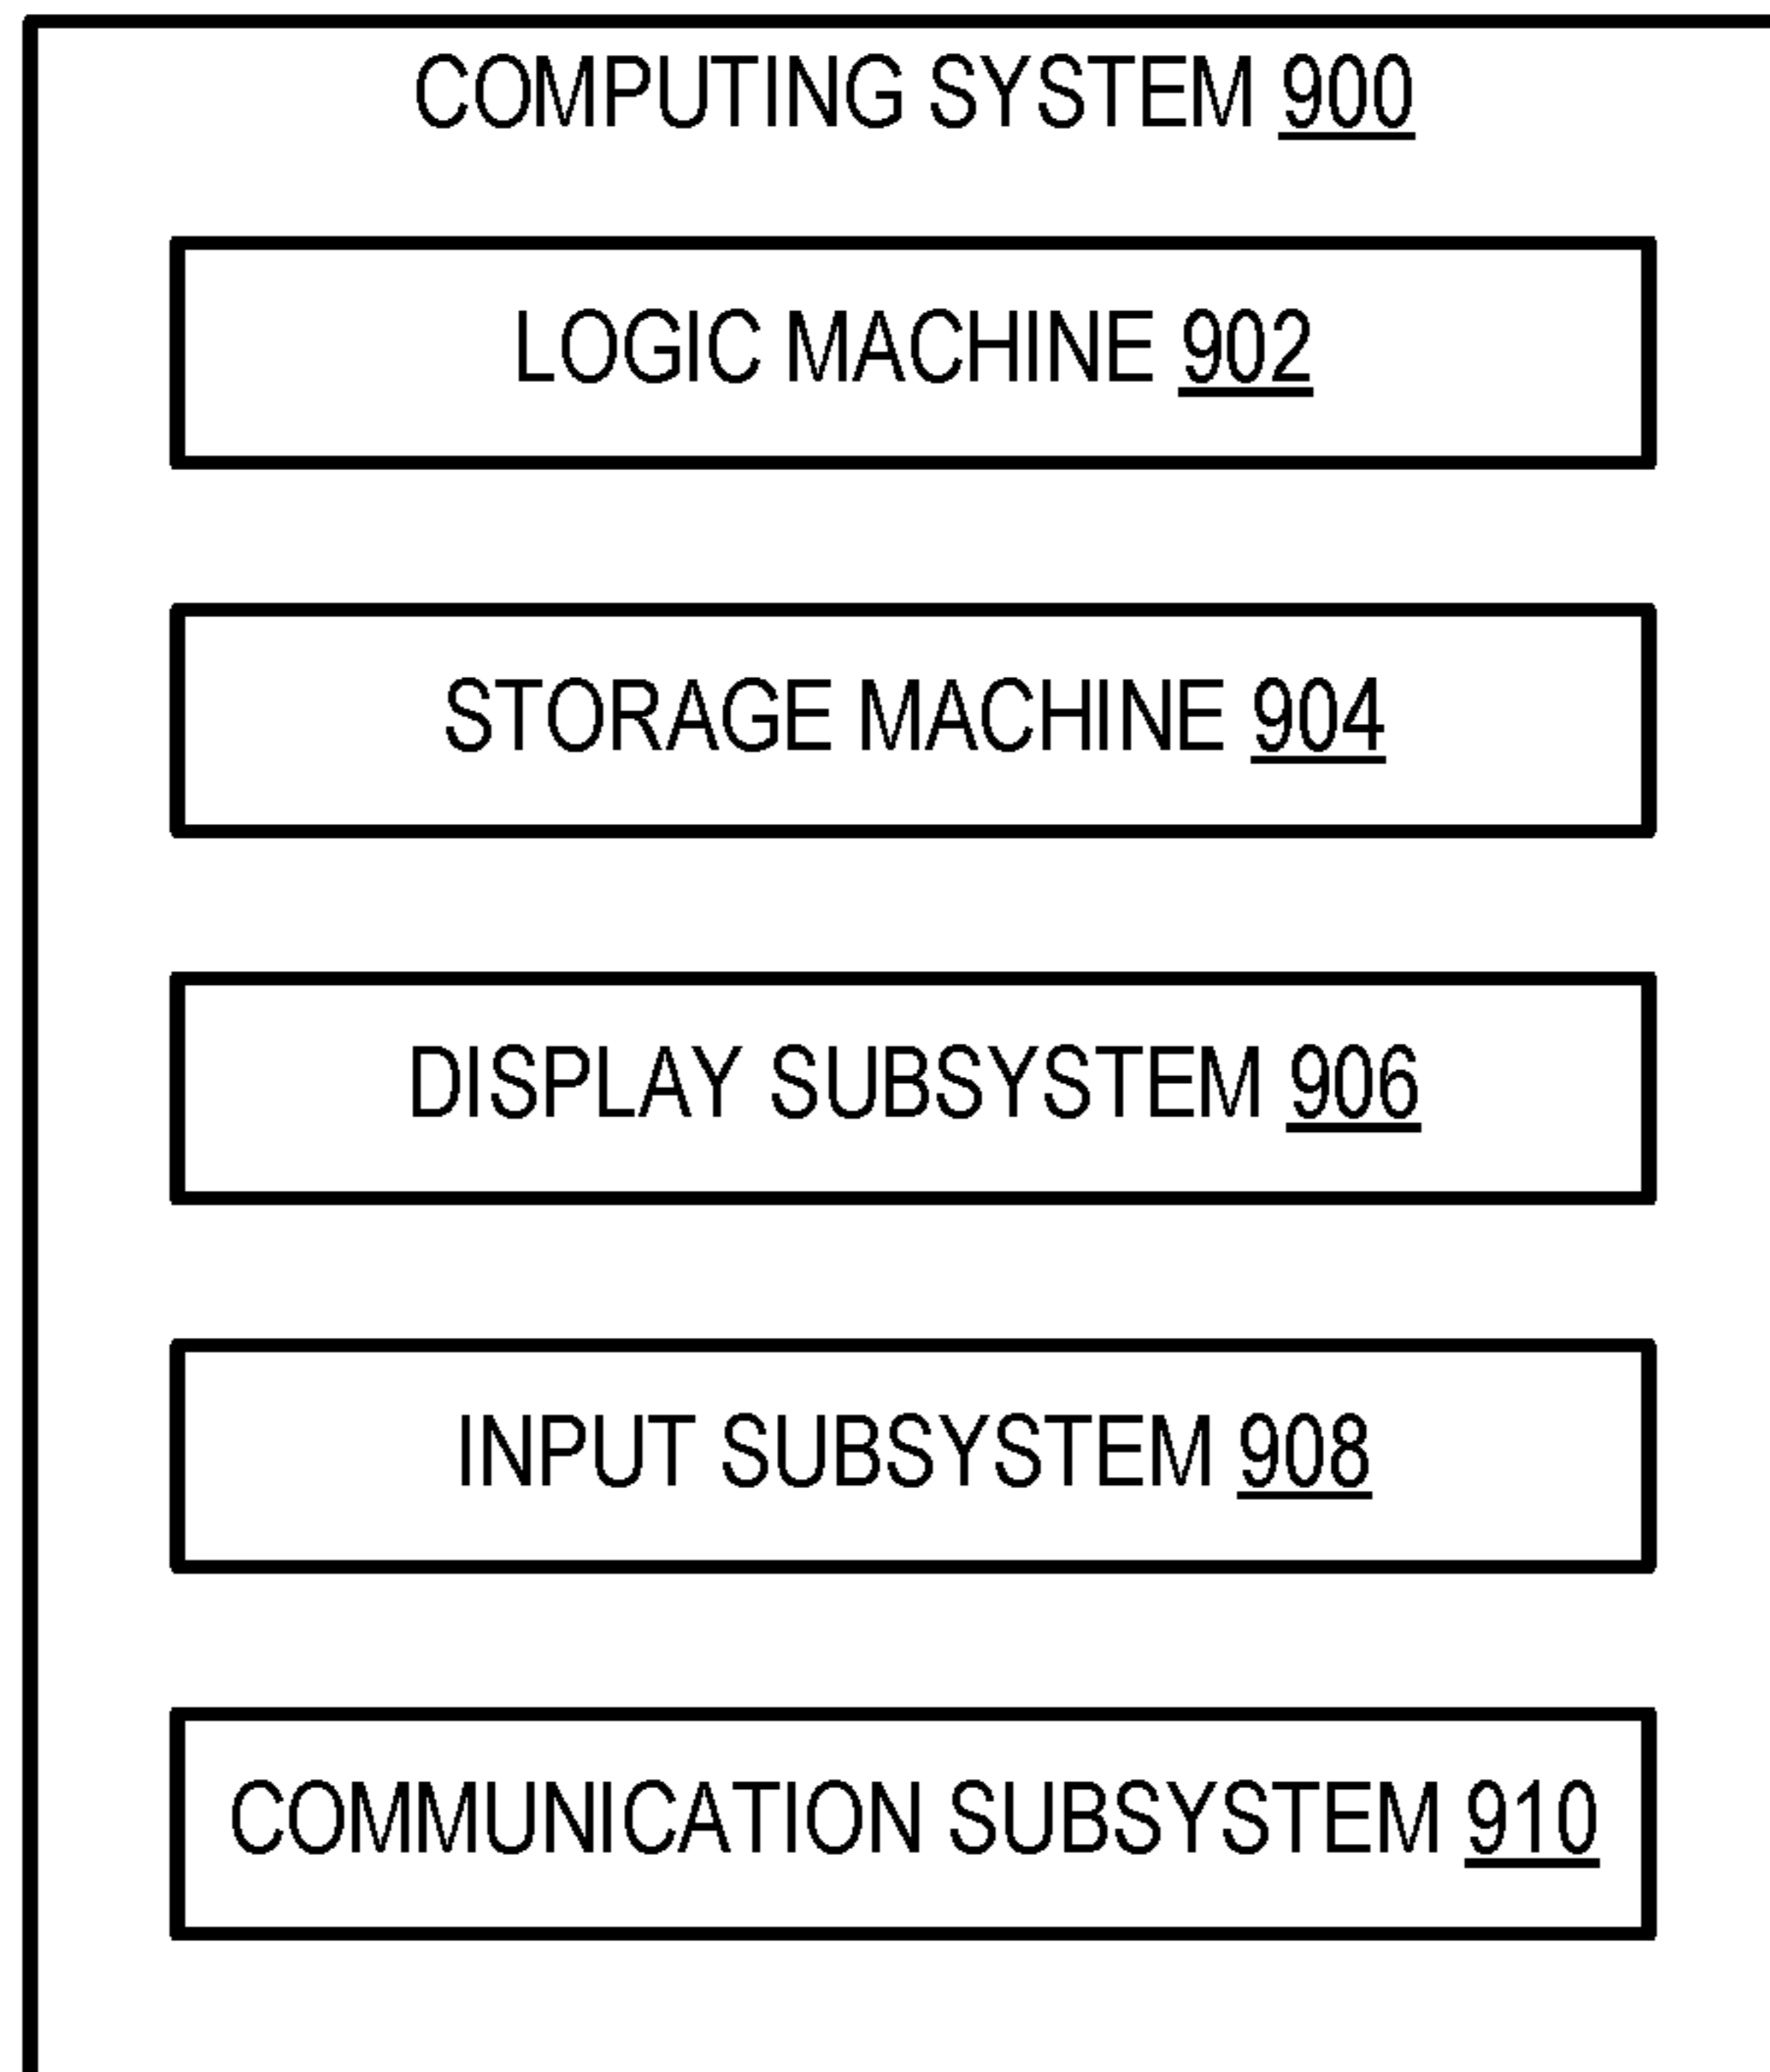 COMPUTING SYSTEM 900
LOGIC MACHINE 902
STORAGE MACHINE 904
DISPLAY SUBSYSTEM 906
INPUT SUBSYSTEM 908
COMMUNICATION SUBSYSTEM 910